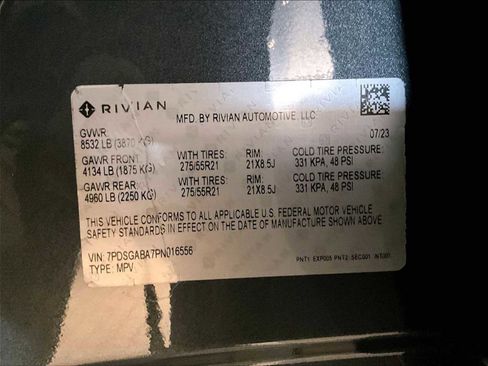 RIVIAN
MFD. BY RIVIAN AUTOMOTIVE, LLC
GVWR:
8532 LB (3870 KG)
07/23
GAWR FRONT: WITH TIRES: RIM: COLD TIRE PRESSURE:
4134 LB (1875 KG) 275/55R21 21X8.5J 331 KPA, 48 PSI
GAWR REAR: WITH TIRES: RIM: COLD TIRE PRESSURE:
4960 LB (2250 KG) 275/55R21 21X8.5J 331 KPA, 48 PSI
THIS VEHICLE CONFORMS TO ALL APPLICABLE U.S. FEDERAL MOTOR VEHICLE
SAFETY STANDARDS IN EFFECT ON THE DATE OF MANUFACTURE SHOWN ABOVE
VIN: 7PDSGABA7PN016556
TYPE: MPV
PNT1: EXP005 PNT2: SEC001